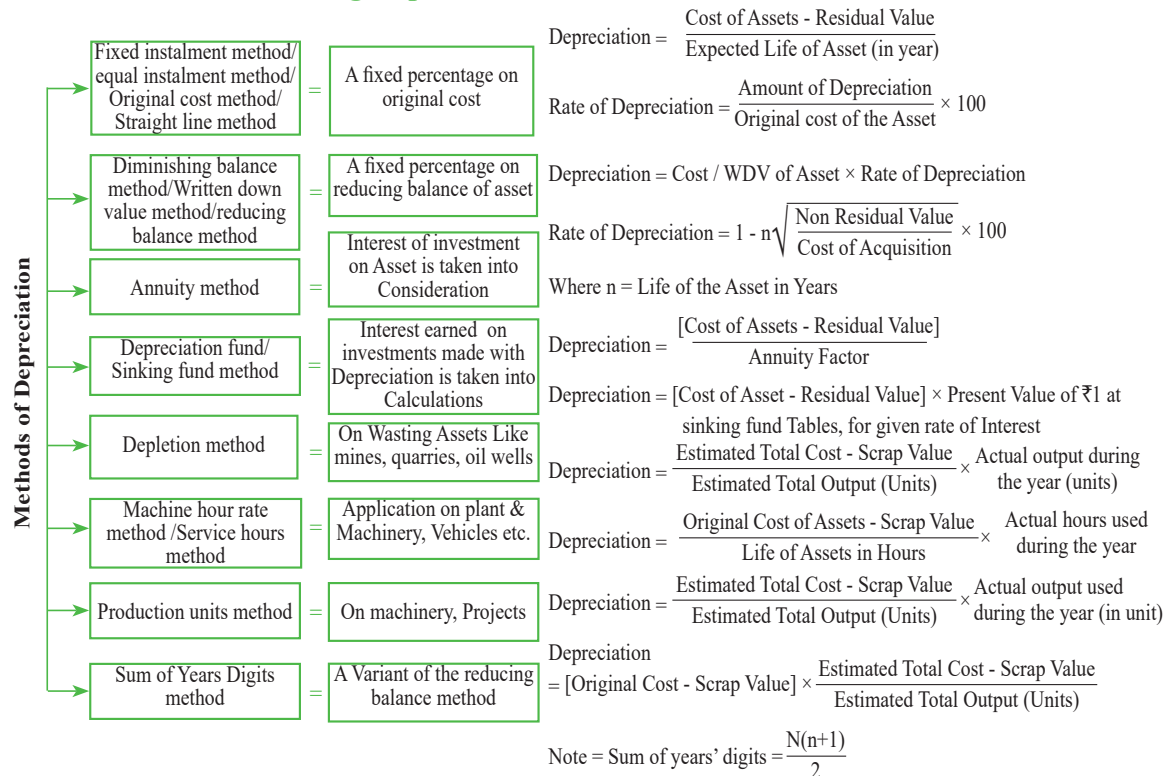 Methods of Depreciation
Fixed instalment method/
equal instalment method/
Original cost method/
Straight line method
=
A fixed percentage on
original cost
Depreciation = Cost of Assets - Residual Value / Expected Life of Asset (in year)
Rate of Depreciation = Amount of Depreciation / Original cost of the Asset × 100
Diminishing balance
method/Written down
value method/reducing
balance method
=
A fixed percentage on
reducing balance of asset
Depreciation = Cost / WDV of Asset × Rate of Depreciation
Rate of Depreciation = 1 - n√ Non Residual Value / Cost of Acquisition × 100
Where n = Life of the Asset in Years
Annuity method
=
Interest of investment
on Asset is taken into
Consideration
Depreciation = [Cost of Assets - Residual Value] / Annuity Factor
Depreciation fund/
Sinking fund method
=
Interest earned on
investments made with
Depreciation is taken into
Calculations
Depreciation = [Cost of Asset - Residual Value] × Present Value of ₹1 at
sinking fund Tables, for given rate of Interest
Depletion method
=
On Wasting Assets Like
mines, quarries, oil wells
Depreciation = Estimated Total Cost - Scrap Value / Estimated Total Output (Units) × Actual output during
the year (units)
Machine hour rate
method /Service hours
method
=
Application on plant &
Machinery, Vehicles etc.
Depreciation = Original Cost of Assets - Scrap Value / Life of Assets in Hours × Actual hours used
during the year
Production units method
=
On machinery, Projects
Depreciation = Estimated Total Cost - Scrap Value / Estimated Total Output (Units) × Actual output used
during the year (in unit)
Sum of Years Digits
method
=
A Variant of the reducing
balance method
Depreciation
= [Original Cost - Scrap Value] × Estimated Total Cost - Scrap Value / Estimated Total Output (Units)
Note = Sum of years' digits = N(n+1) / 2